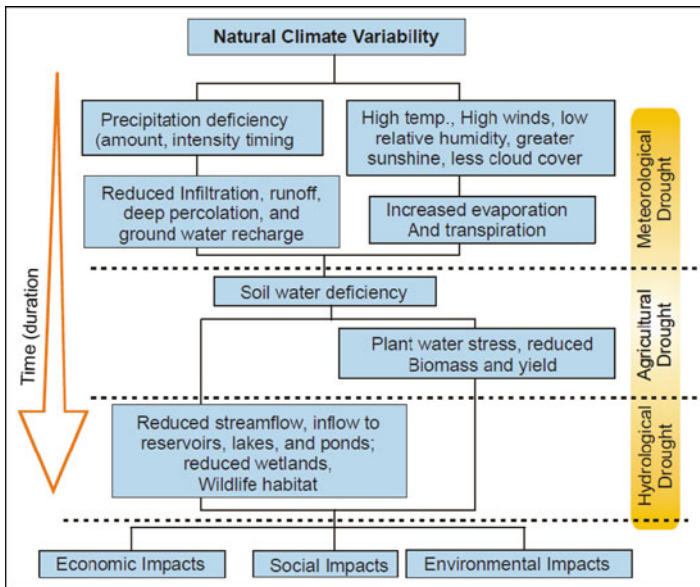 Natural Climate Variability
Precipitation deficiency
(amount, intensity timing
High temp., High winds, low
relative humidity, greater
sunshine, less cloud cover
Reduced Infiltration, runoff,
deep percolation, and
ground water recharge
Increased evaporation
And transpiration
Meteorological
Drought
Soil water deficiency
Plant water stress, reduced
Biomass and yield
Agricultural
Drought
Time (duration
Reduced streamflow, inflow to
reservoirs, lakes, and ponds;
reduced wetlands,
Wildlife habitat
Hydrological
Drought
Economic Impacts
Social Impacts
Environmental Impacts